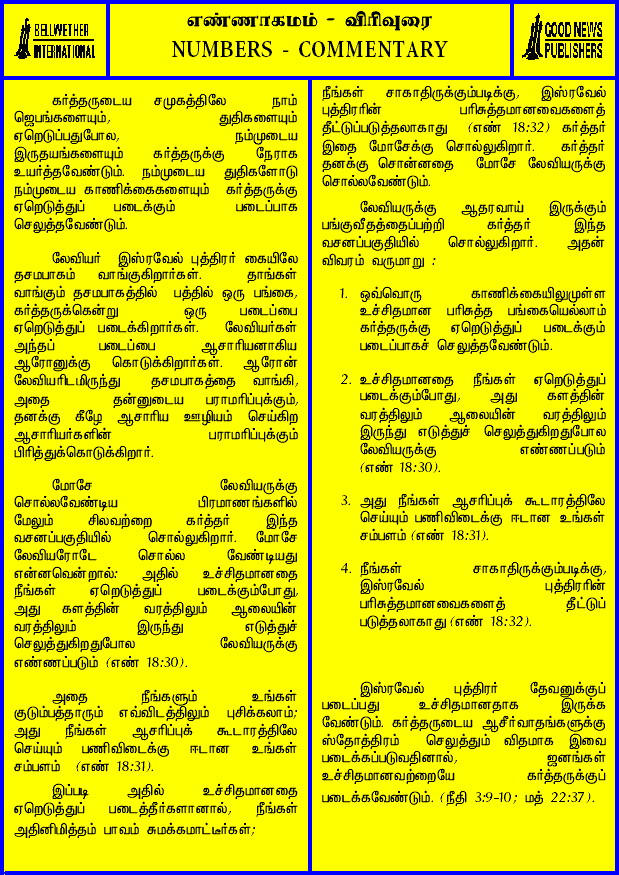 BELLWETHER
INTERNATIONAL
எண்ணாகமம் - விரிவுரை
NUMBERS - COMMENTARY
GOOD NEWS
PUBLISHERS
கர்த்தருடைய சமுகத்திலே நாம்
ஜெபங்களையும், துதிகளையும்
ஏறெடுப்பதுபோல, நம்முடைய
இருதயங்களையும் கர்த்தருக்கு நேராக
உயர்த்தவேண்டும். நம்முடைய துதிகளோடு
நம்முடைய காணிக்கைகளையும் கர்த்தருக்கு
ஏறெடுத்துப் படைக்கும் படைப்பாக
செலுத்தவேண்டும்.
லேவியர் இஸ்ரவேல் புத்திரர் கையிலே
தசமபாகம் வாங்குகிறார்கள். தாங்கள்
வாங்கும் தசமபாகத்தில் பத்தில் ஒரு பங்கை,
கர்த்தருக்கென்று ஒரு படைப்பை
ஏறெடுத்துப் படைக்கிறார்கள். லேவியர்கள்
அந்தப் படைப்பை ஆசாரியனாகிய
ஆரோனுக்கு கொடுக்கிறார்கள். ஆரோன்
லேவியரிடமிருந்து தசமபாகத்தை வாங்கி,
அதை தன்னுடைய பராமரிப்புக்கும்,
தனக்கு கீழே ஆசாரிய ஊழியம் செய்கிற
ஆசாரியர்களின் பராமரிப்புக்கும்
பிரித்துக்கொடுக்கிறார்.
மோசே லேவியருக்கு
சொல்லவேண்டிய பிரமாணங்களில்
மேலும் சிலவற்றை கர்த்தர் இந்த
வசனப்பகுதியில் சொல்லுகிறார். மோசே
லேவியரோடே சொல்ல வேண்டியது
என்னவென்றால்: அதில் உச்சிதமானதை
நீங்கள் ஏறெடுத்துப் படைக்கும்போது,
அது களத்தின் வரத்திலும் ஆலையின்
வரத்திலும் இருந்து எடுத்துச்
செலுத்துகிறதுபோல லேவியருக்கு
எண்ணப்படும் (எண் 18:30).
அதை நீங்களும் உங்கள்
குடும்பத்தாரும் எவ்விடத்திலும் புசிக்கலாம்;
அது நீங்கள் ஆசரிப்புக் கூடாரத்திலே
செய்யும் பணிவிடைக்கு ஈடான உங்கள்
சம்பளம் (எண் 18:31).
இப்படி அதில் உச்சிதமானதை
ஏறெடுத்துப் படைத்தீர்களானால், நீங்கள்
அதினிமித்தம் பாவம் சுமக்கமாட்டீர்கள்;
நீங்கள் சாகாதிருக்கும்படிக்கு, இஸ்ரவேல்
புத்திரரின் பரிசுத்தமானவைகளைத்
தீட்டுப்படுத்தலாகாது (எண் 18:32) கர்த்தர்
இதை மோசேக்கு சொல்லுகிறார். கர்த்தர்
தனக்கு சொன்னதை மோசே லேவியருக்கு
சொல்லவேண்டும்.
லேவியருக்கு ஆதரவாய் இருக்கும்
பங்குவீதத்தைப்பற்றி கர்த்தர் இந்த
வசனப்பகுதியில் சொல்லுகிறார். அதன்
விவரம் வருமாறு :
1. ஒவ்வொரு காணிக்கையிலுமுள்ள
உச்சிதமான பரிசுத்த பங்கையெல்லாம்
கர்த்தருக்கு ஏறெடுத்துப் படைக்கும்
படைப்பாகச் செலுத்தவேண்டும்.
2. உச்சிதமானதை நீங்கள் ஏறெடுத்துப்
படைக்கும்போது, அது களத்தின்
வரத்திலும் ஆலையின் வரத்திலும்
இருந்து எடுத்துச் செலுத்துகிறதுபோல
லேவியருக்கு எண்ணப்படும்
(எண் 18:30).
3. அது நீங்கள் ஆசரிப்புக் கூடாரத்திலே
செய்யும் பணிவிடைக்கு ஈடான உங்கள்
சம்பளம் (எண் 18:31).
4. நீங்கள் சாகாதிருக்கும்படிக்கு,
இஸ்ரவேல் புத்திரரின்
பரிசுத்தமானவைகளைத் தீட்டுப்
படுத்தலாகாது (எண் 18:32).
இஸ்ரவேல் புத்திரர் தேவனுக்குப்
படைப்பது உச்சிதமானதாக இருக்க
வேண்டும். கர்த்தருடைய ஆசீர்வாதங்களுக்கு
ஸ்தோத்திரம் செலுத்தும் விதமாக இவை
படைக்கப்படுவதினால், ஜனங்கள்
உச்சிதமானவற்றையே கர்த்தருக்குப்
படைக்கவேண்டும். (நீதி 3:9-10; மத் 22:37).